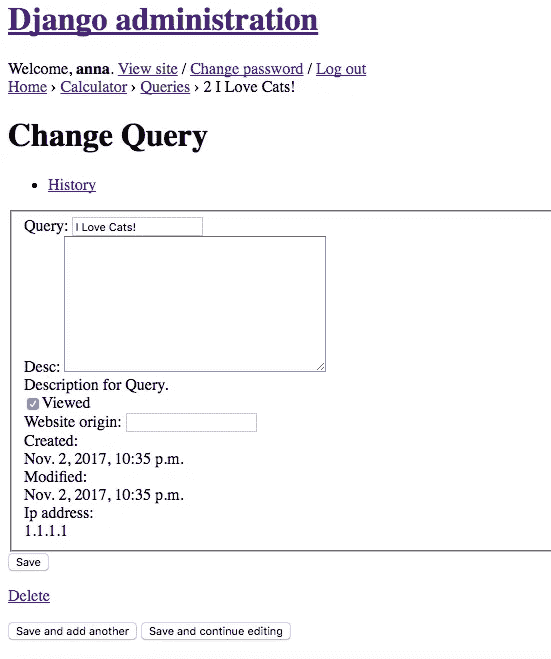 Django administration
Welcome, anna. View site / Change password / Log out
Home › Calculator › Queries › 2 I Love Cats!
Change Query
History
Query: I Love Cats!
Desc:
Description for Query.
Viewed
Website origin:
Created:
Nov. 2, 2017, 10:35 p.m.
Modified:
Nov. 2, 2017, 10:35 p.m.
Ip address:
1.1.1.1
Save
Delete
Save and add another Save and continue editing